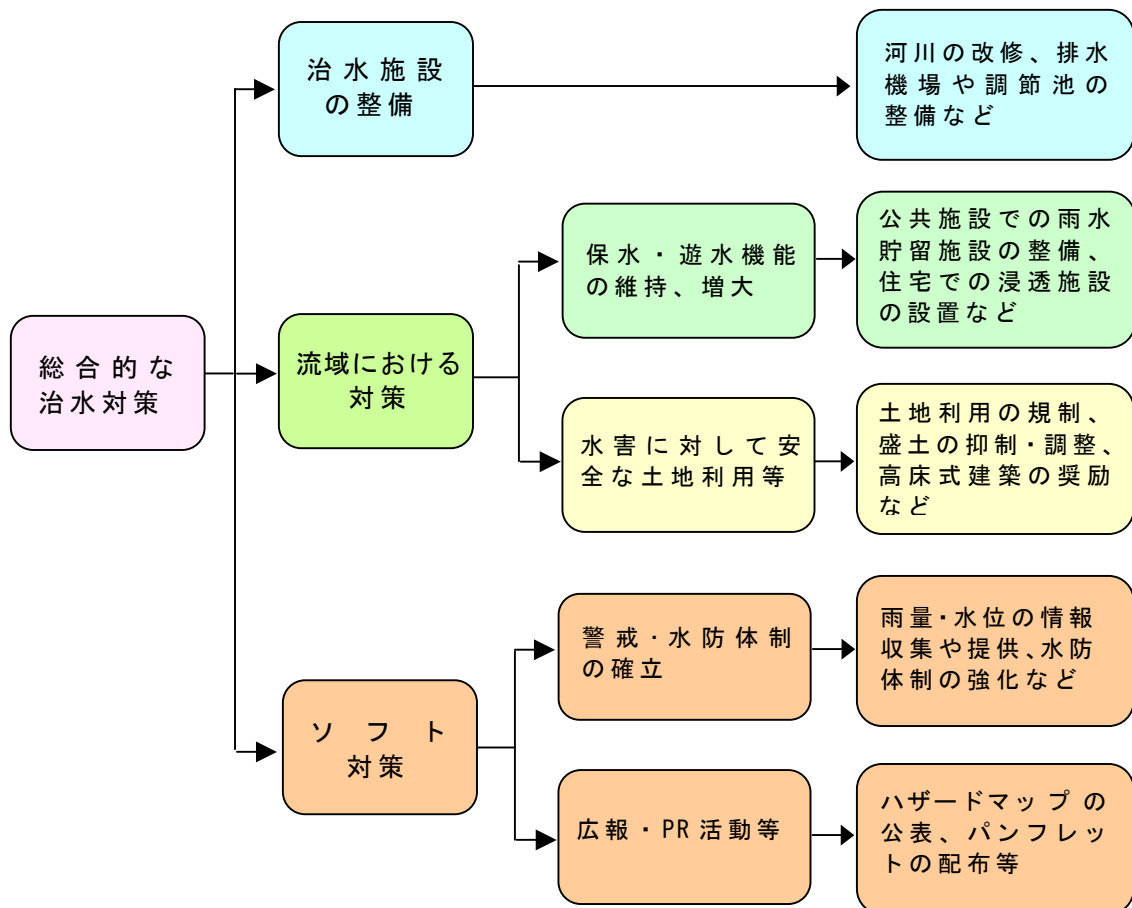 総合的な
治水対策
治水施設
の整備
河川の改修、排水
機場や調節池の
整備など
流域における
対策
保水・遊水機能
の維持、増大
公共施設での雨水
貯留施設の整備、
住宅での浸透施設
の設置など
水害に対して安
全な土地利用等
土地利用の規制、
盛土の抑制・調整、
高床式建築の奨励
など
ソフト
対策
警戒・水防体制
の確立
雨量・水位の情報
収集や提供、水防
体制の強化など
広報・PR活動等
ハザードマップの
公表、パンフレッ
トの配布等